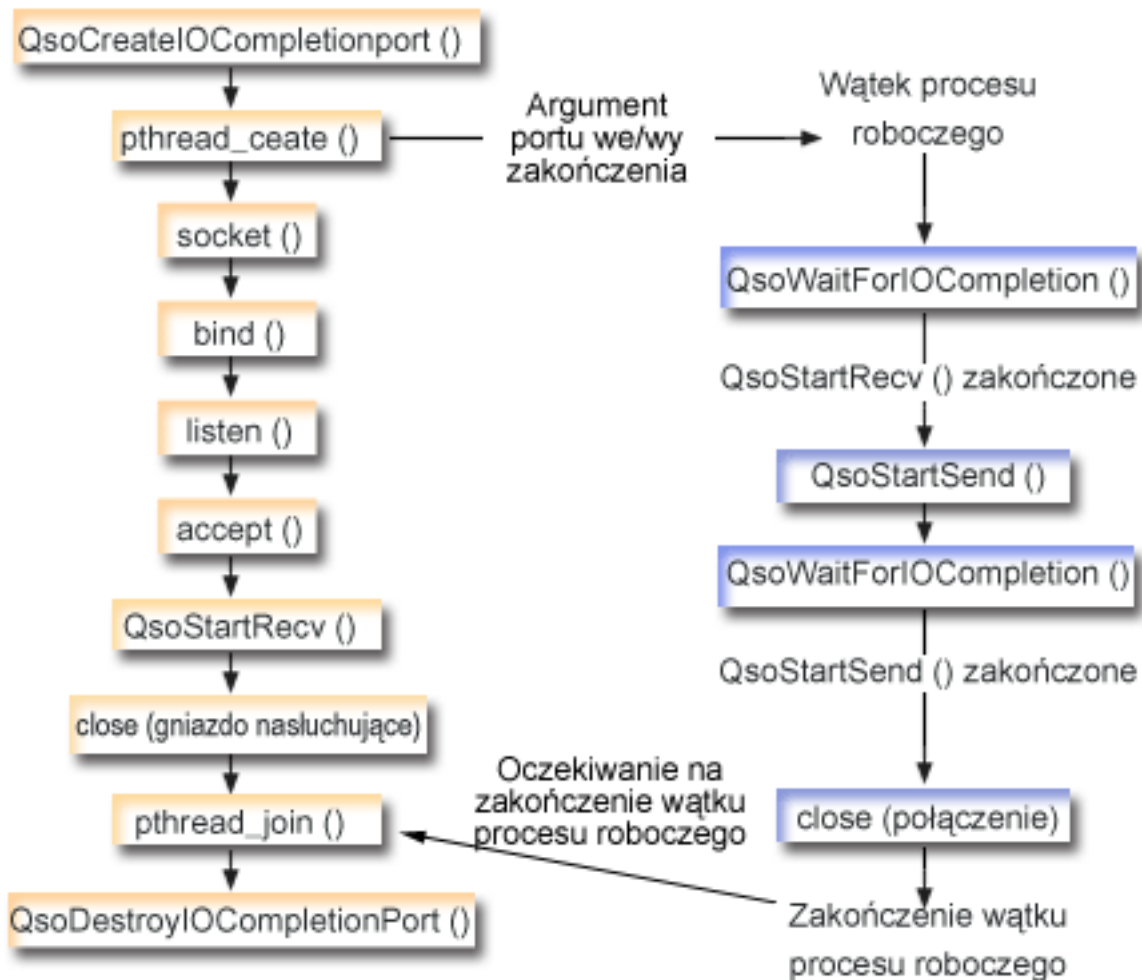 QsoCreateIOCompletionport ()
pthread_ceate ()
Argument
portu we/wy
zakończenia
Wątek procesu
roboczego
socket ()
bind ()
listen ()
accept ()
QsoStartRecv ()
close (gniazdo nasłuchujące)
pthread_join ()
QsoDestroyIOCompletionPort ()
QsoWaitForIOCompletion ()
QsoStartRecv () zakończone
QsoStartSend ()
QsoWaitForIOCompletion ()
QsoStartSend () zakończone
close (połączenie)
Oczekiwanie na
zakończenie wątku
procesu roboczego
Zakończenie wątku
procesu roboczego